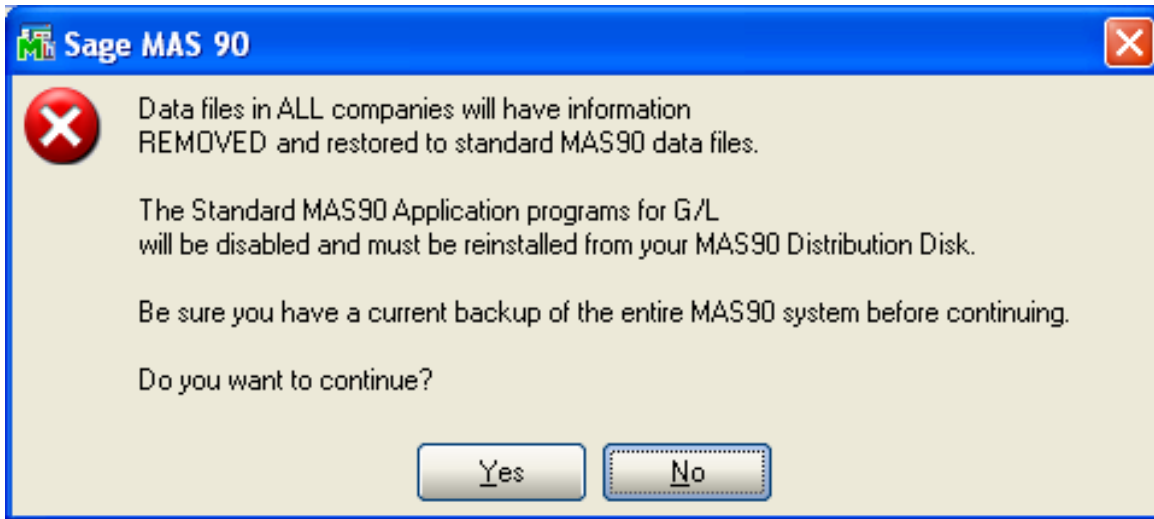 Sage MAS 90
Data files in ALL companies will have information
REMOVED and restored to standard MAS90 data files.
The Standard MAS90 Application programs for G/L
will be disabled and must be reinstalled from your MAS90 Distribution Disk.
Be sure you have a current backup of the entire MAS90 system before continuing.
Do you want to continue?
Yes No